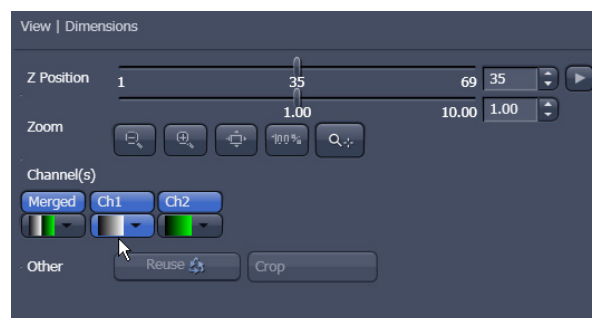 View | Dimensions
Z Position 1 35 69 35
1.00 10.00 1.00
Zoom
100%
Channel(s)
Merged Ch1 Ch2
Other Reuse Crop